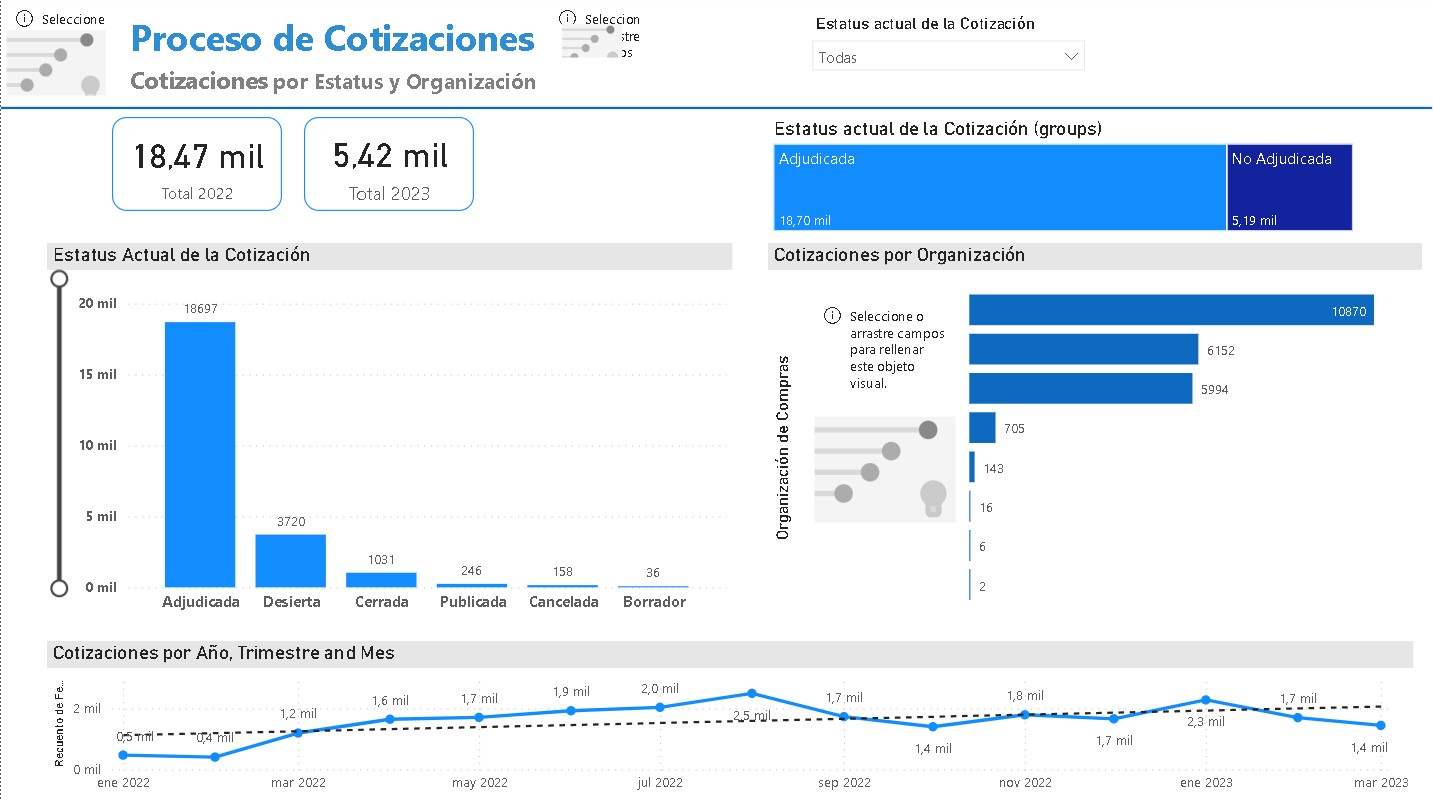 Seleccione
Proceso de Cotizaciones
Cotizaciones por Estatus y Organización
Seleccion
stre
os
Estatus actual de la Cotización
Todas
18,47 mil
Total 2022
5,42 mil
Total 2023
Estatus actual de la Cotización (groups)
Adjudicada
18,70 mil
No Adjudicada
5,19 mil
Estatus Actual de la Cotización
20 mil
15 mil
10 mil
5 mil
0 mil
18697
3720
1031
246
158
36
Adjudicada
Desierta
Cerrada
Publicada
Cancelada
Borrador
Cotizaciones por Organización
Organización de Compras
Seleccione o
arrastre campos
para rellenar
este objeto
visual.
10870
6152
5994
705
143
16
6
2
Cotizaciones por Año, Trimestre and Mes
Recuento de Fe...
2 mil
0 mil
0,5 mil
0,4 mil
1,2 mil
1,6 mil
1,7 mil
1,9 mil
2,0 mil
2,5 mil
1,7 mil
1,4 mil
1,8 mil
1,7 mil
2,3 mil
1,7 mil
1,4 mil
ene 2022
mar 2022
may 2022
jul 2022
sep 2022
nov 2022
ene 2023
mar 2023